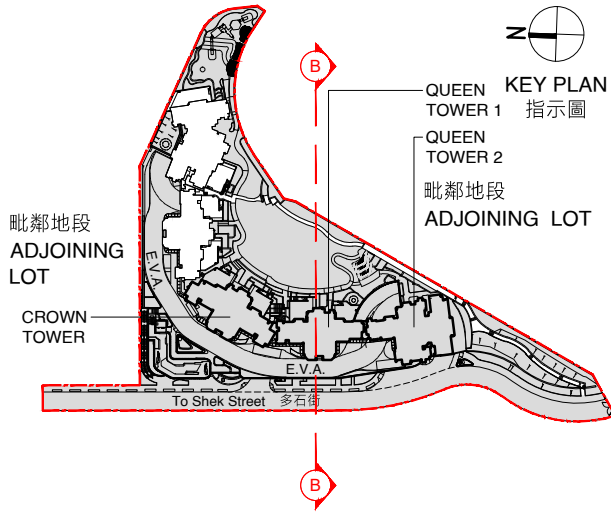 N
B
QUEEN
TOWER 1
KEY PLAN
指示圖
QUEEN
TOWER 2
毗鄰地段
ADJOINING LOT
毗鄰地段
ADJOINING
LOT
E.V.A.
CROWN
TOWER
E.V.A.
To Shek Street 多石街
B